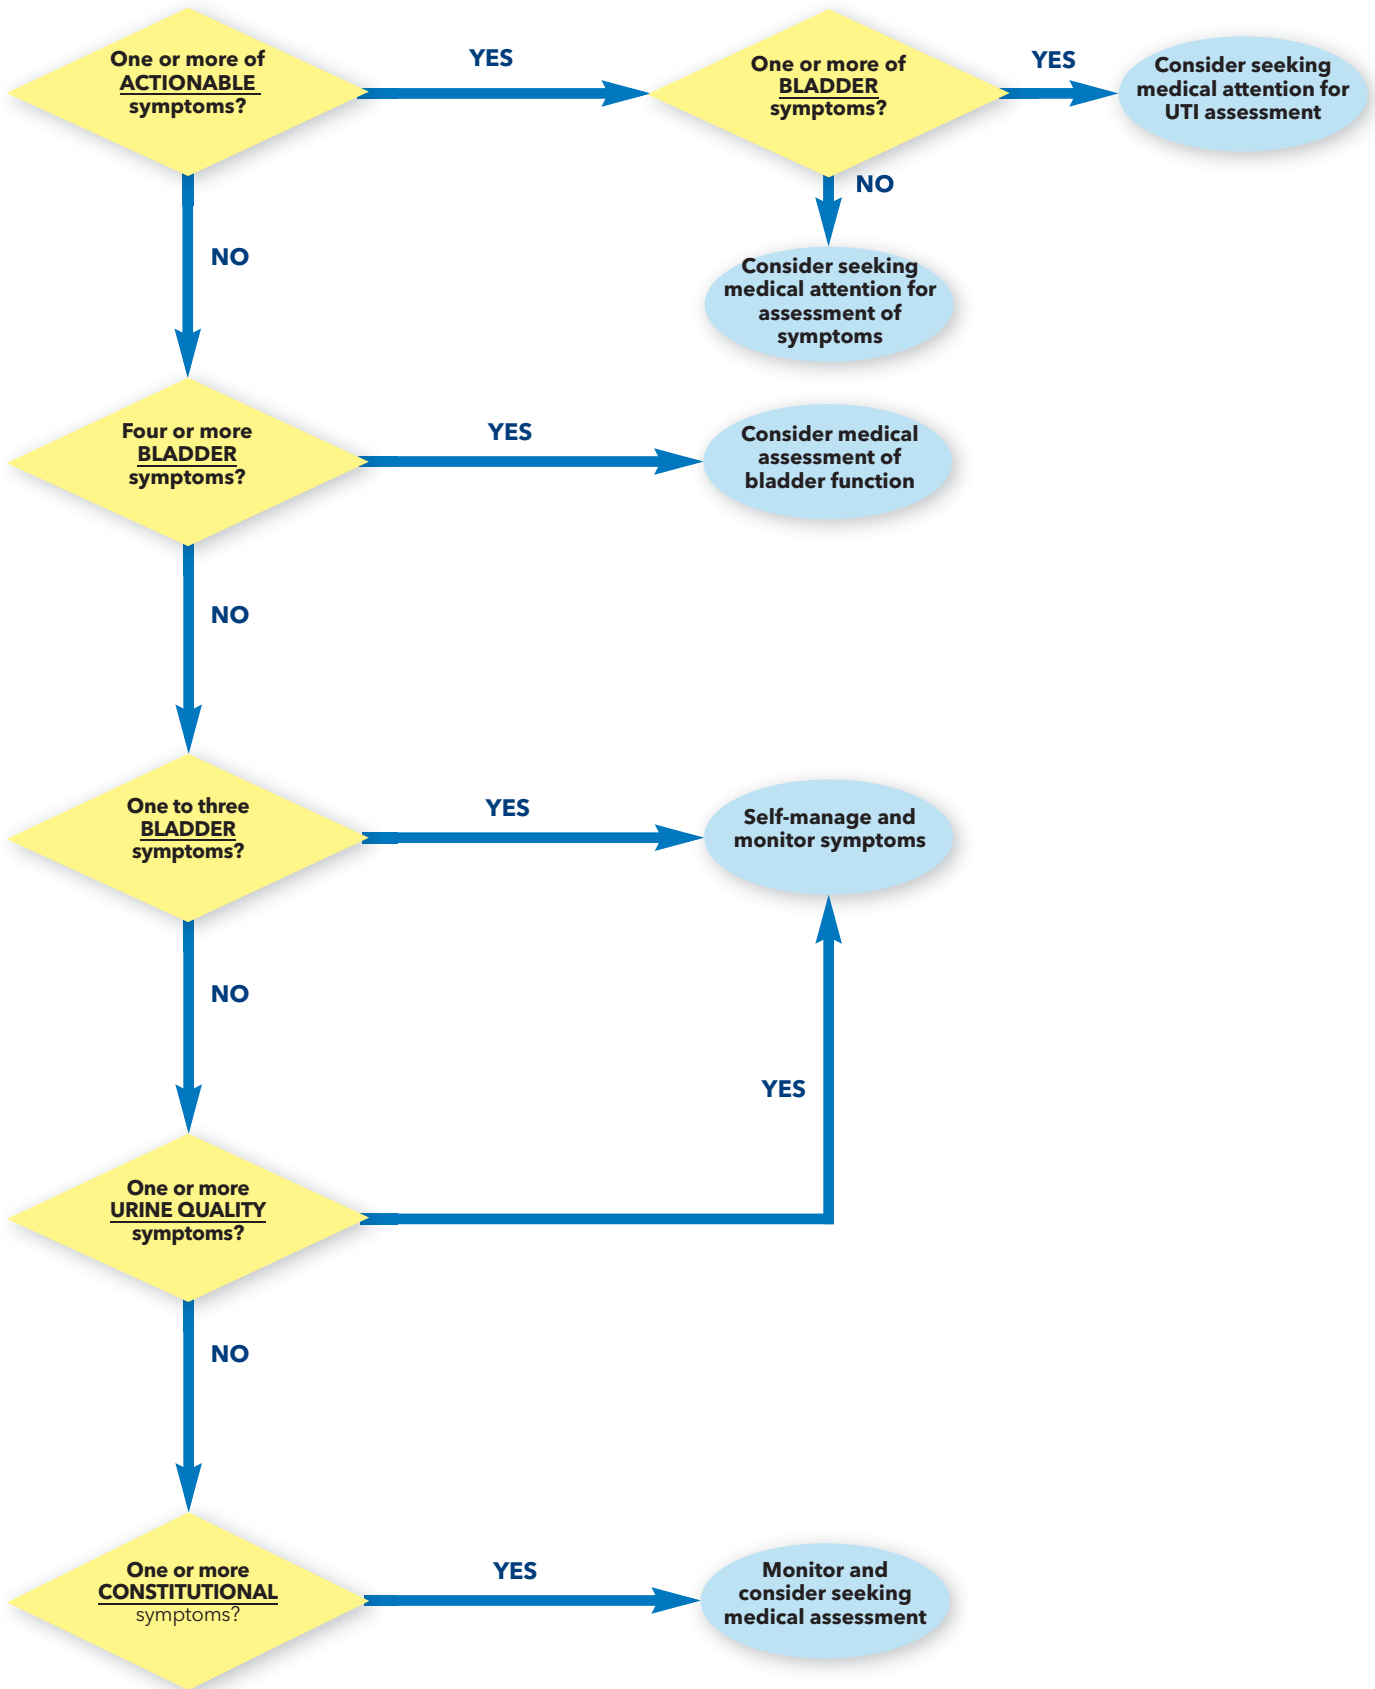 One or more of
ACTIONABLE
symptoms?
YES
One or more of
BLADDER
symptoms?
YES
Consider seeking
medical attention for
UTI assessment
NO
Consider seeking
medical attention for
assessment of
symptoms
NO
Four or more
BLADDER
symptoms?
YES
Consider medical
assessment of
bladder function
NO
One to three
BLADDER
symptoms?
YES
Self-manage and
monitor symptoms
NO
YES
One or more
URINE QUALITY
symptoms?
NO
One or more
CONSTITUTIONAL
symptoms?
YES
Monitor and
consider seeking
medical assessment